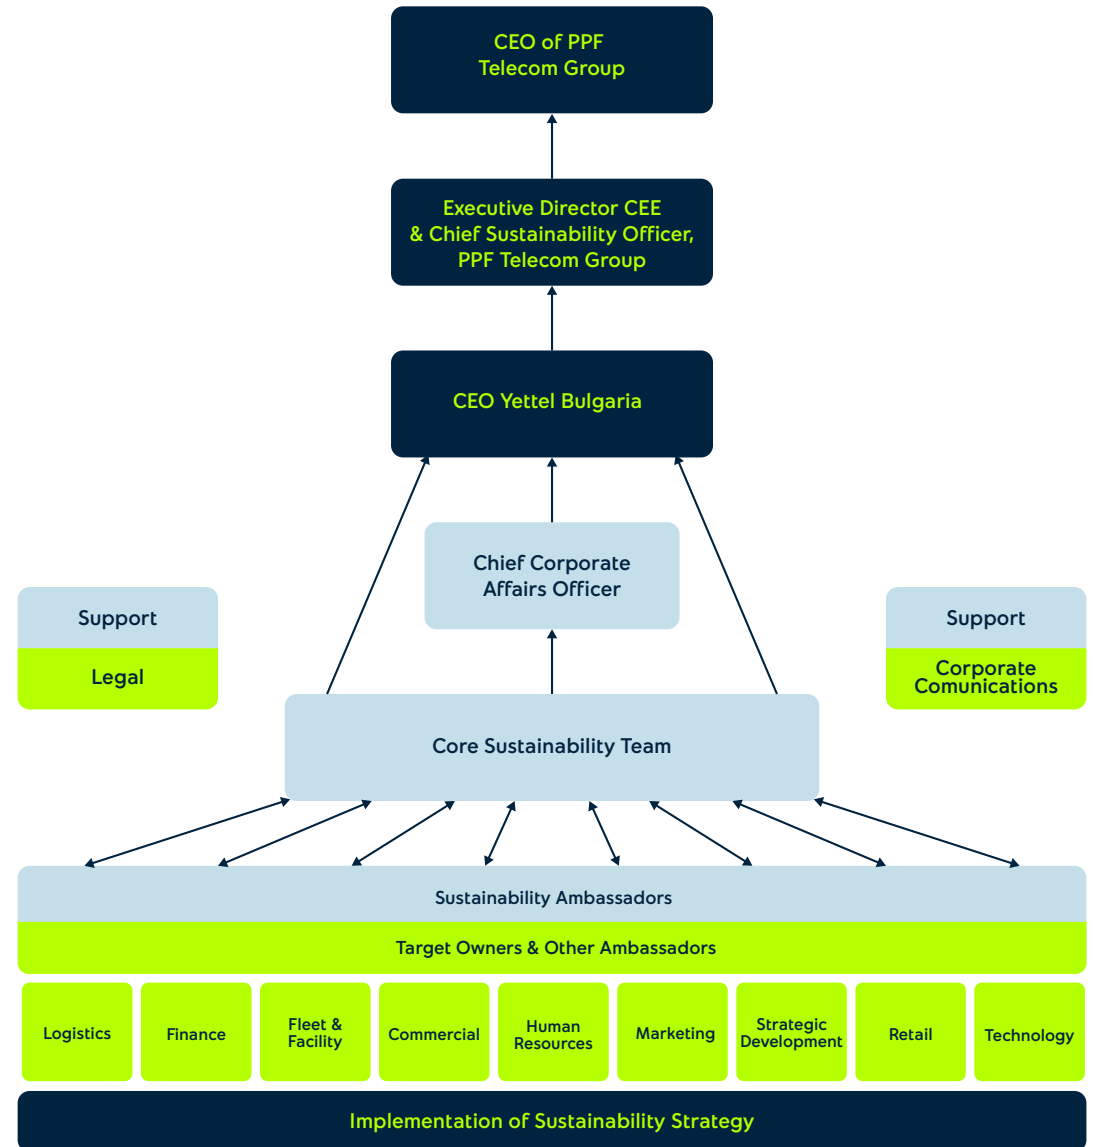 CEO of PPF
Telecom Group
Executive Director CEE
& Chief Sustainability Officer,
PPF Telecom Group
CEO Yettel Bulgaria
Chief Corporate
Affairs Officer
Support
Legal
Support
Corporate
Comunications
Core Sustainability Team
Sustainability Ambassadors
Target Owners & Other Ambassadors
Logistics
Finance
Fleet &
Facility
Commercial
Human
Resources
Marketing
Strategic
Development
Retail
Technology
Implementation of Sustainability Strategy